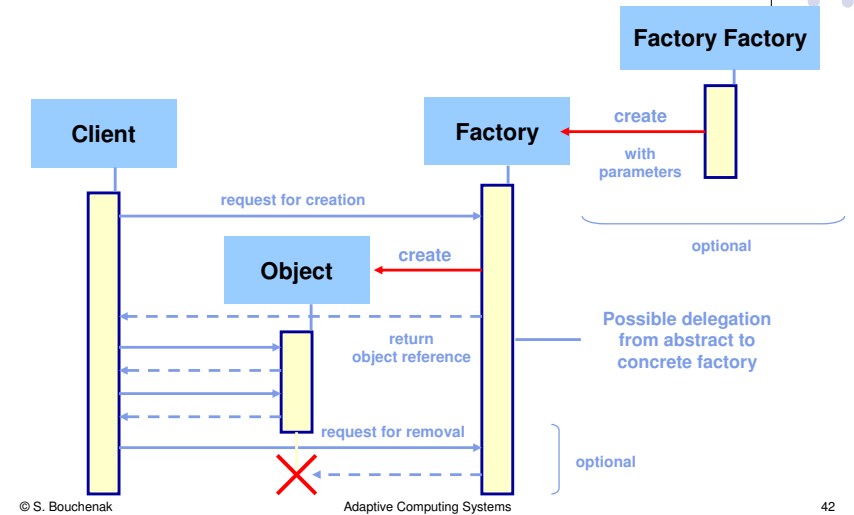 Factory Factory
Client
Factory
create
with
parameters
request for creation
optional
Object
create
return
object reference
Possible delegation
from abstract to
concrete factory
request for removal
optional
© S. Bouchenak
Adaptive Computing Systems
42